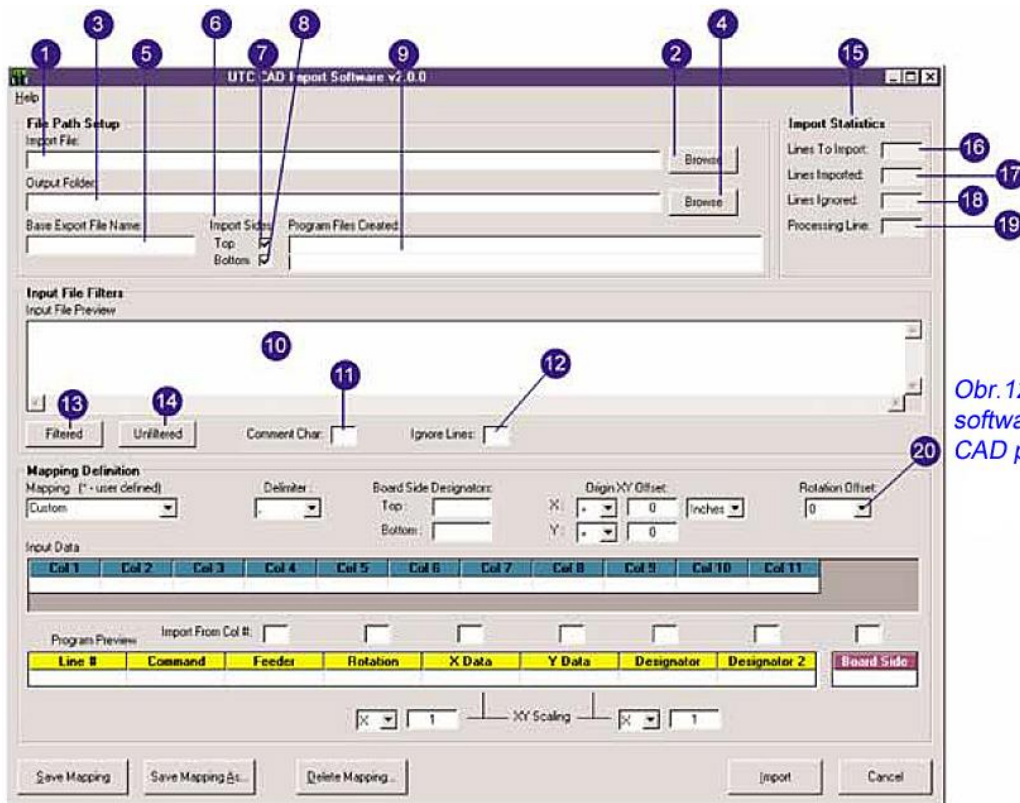 3 6 7 8 9 4
1 5 2 15
UTC CAD Import Software v2.0.0
Help
File Path Setup
Import File:
Browse
Output Folder:
Browse
Base Export File Name:
Import Sides:
Top
Bottom
Program Files Created:
Import Statistics
Lines To Import: 16
Lines Imported: 17
Lines Ignored: 18
Processing Line: 19
Input File Filters
Input File Preview
10
11
12
13 14
Filtered Unfiltered Comment Char: Ignore Lines:
Obr.12
softwa
CAD p
20
Mapping Definition
Mapping (* - user defined) Delimiter: Board Side Designators: Origin XY Offset: Rotation Offset:
Custom Top: X: 0 Inches 0
Bottom: Y: 0
Input Data
Col 1 Col 2 Col 3 Col 4 Col 5 Col 6 Col 7 Col 8 Col 9 Col 10 Col 11
Program Preview Import From Col #:
Line # Command Feeder Rotation X Data Y Data Designator Designator 2 Board Side
X 1 XY Scaling X 1
Save Mapping Save Mapping As... Delete Mapping... Import Cancel